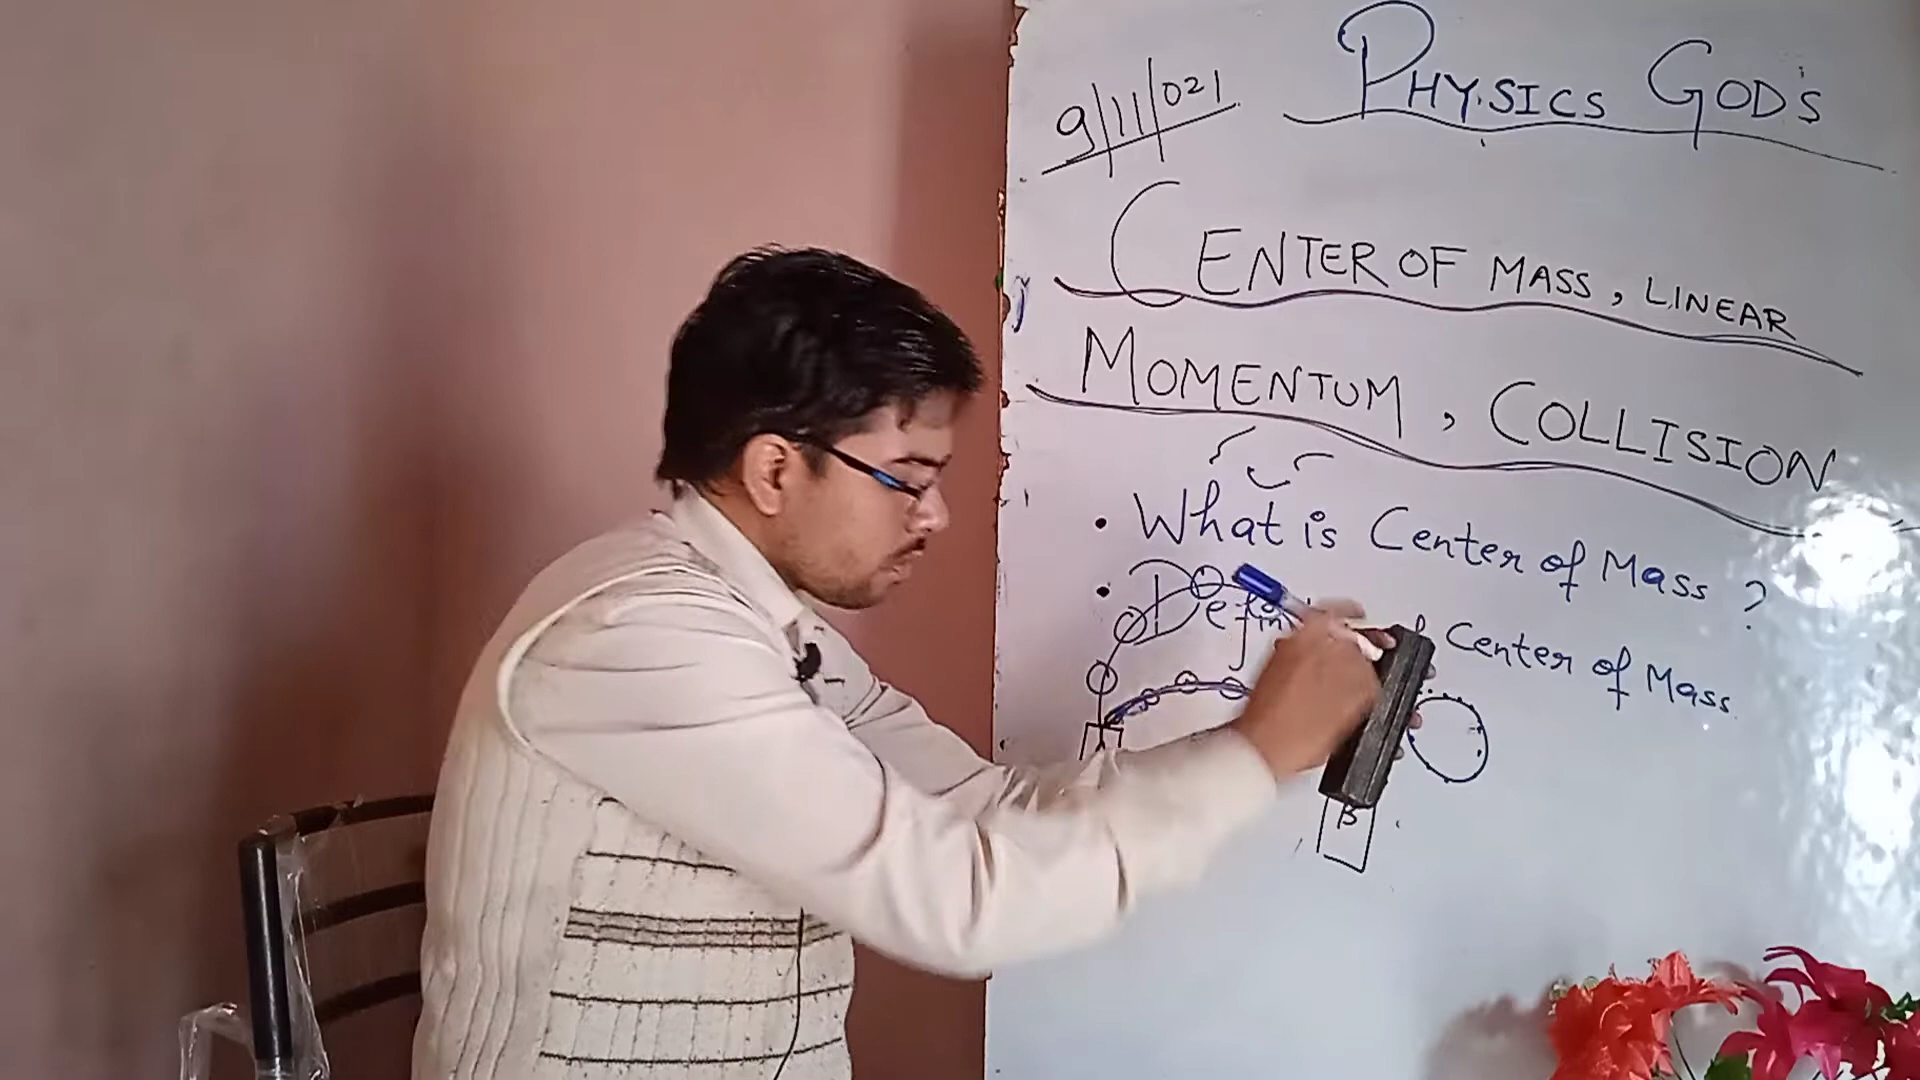 9/11/021
PHYSICS GOD'S
CENTER OF MASS, LINEAR
MOMENTUM, COLLISION
• What is Center of Mass ?
• Center of Mass
B